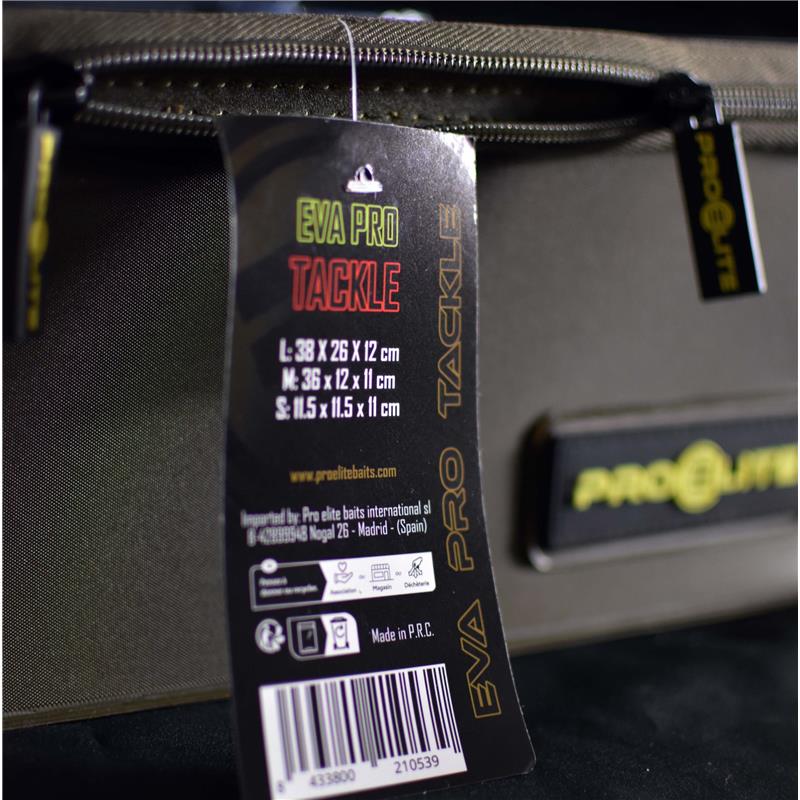 EVA PRO
TACKLE
L: 38 X 26 X 12 cm
M: 36 x 12 x 11 cm
S: 11.5 x 11.5 x 11 cm
www.proelitebaits.com
Imported by: Pro elite baits international sl
Nogal 26 - Madrid - (Spain)
Association
ou
Magasin
ou
Déchèterie
Made in P.R.C.
8 433800 210539
EVA PRO TACKLE
PROELITE
PROELITE
PROELITE